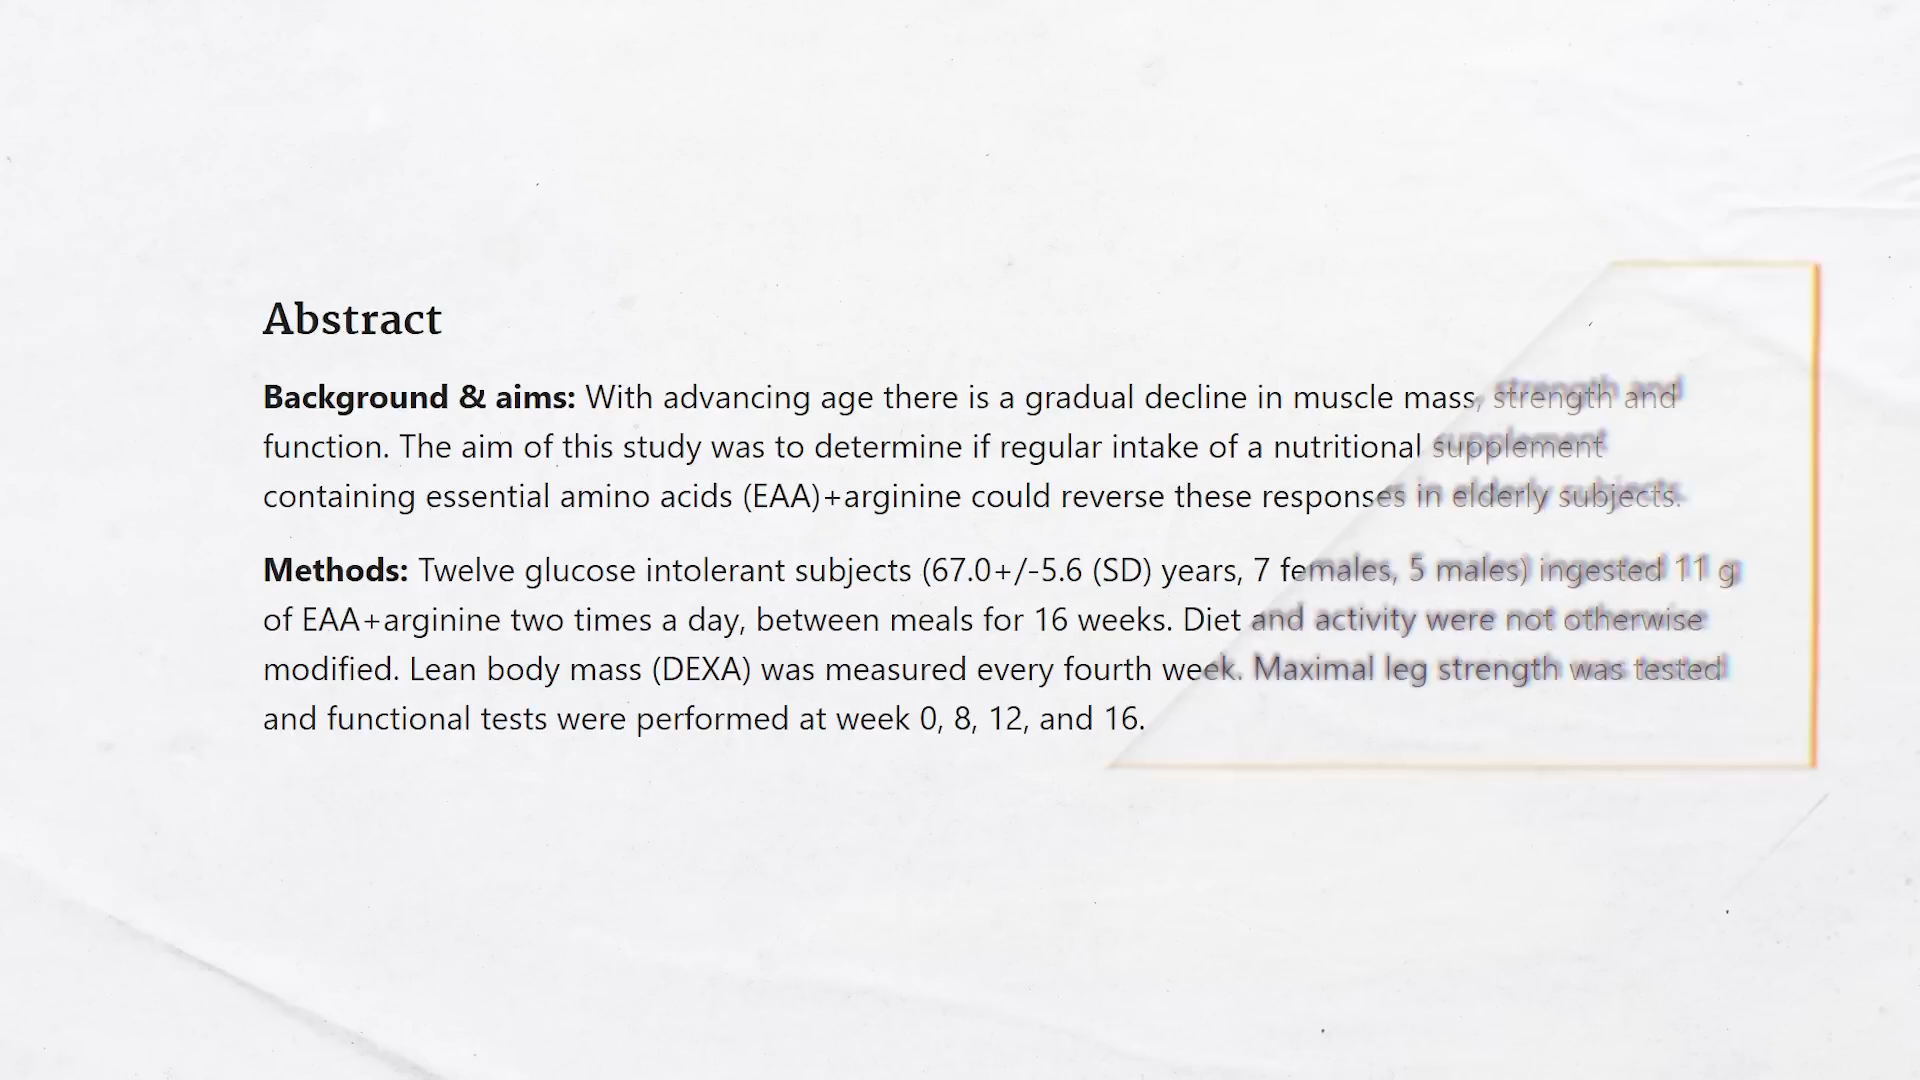 Abstract
Background & aims: With advancing age there is a gradual decline in muscle mass, strength and
function. The aim of this study was to determine if regular intake of a nutritional supplement
containing essential amino acids (EAA)+arginine could reverse these responses in elderly subjects.
Methods: Twelve glucose intolerant subjects (67.0+/-5.6 (SD) years, 7 females, 5 males) ingested 11 g
of EAA+arginine two times a day, between meals for 16 weeks. Diet and activity were not otherwise
modified. Lean body mass (DEXA) was measured every fourth week. Maximal leg strength was tested
and functional tests were performed at week 0, 8, 12, and 16.